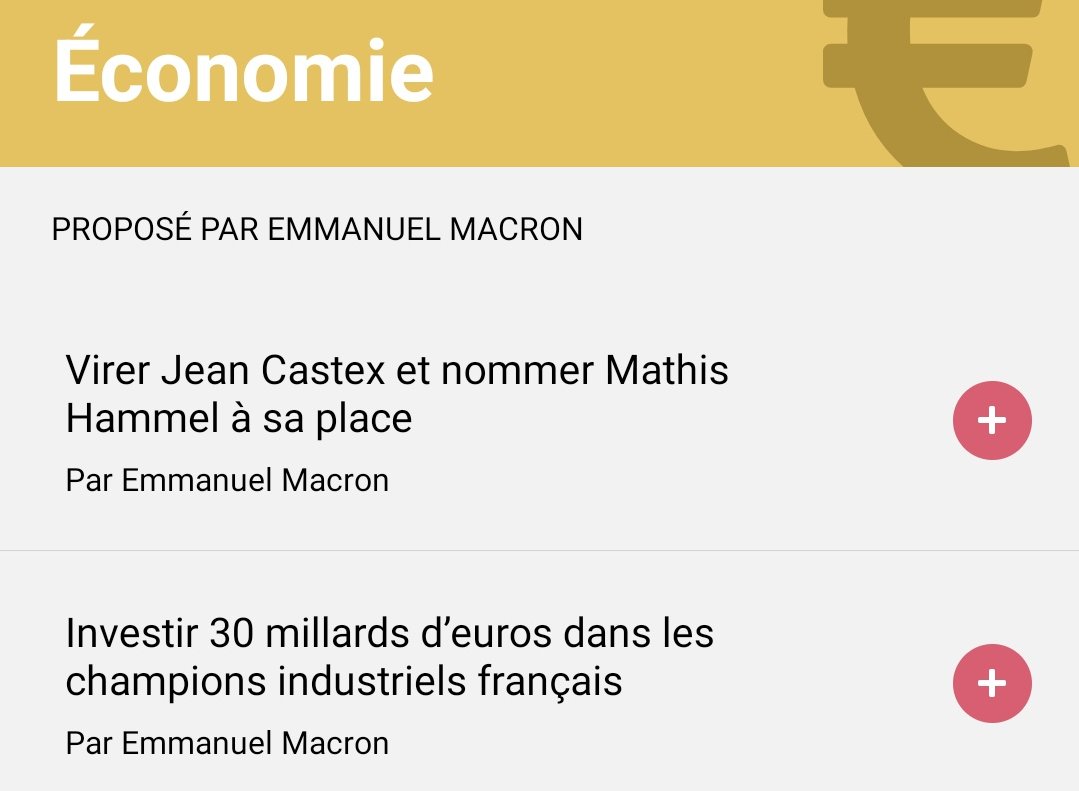 Économie
PROPOSÉ PAR EMMANUEL MACRON
Virer Jean Castex et nommer Mathis
Hammel à sa place
Par Emmanuel Macron
Investir 30 millards d’euros dans les
champions industriels français
Par Emmanuel Macron